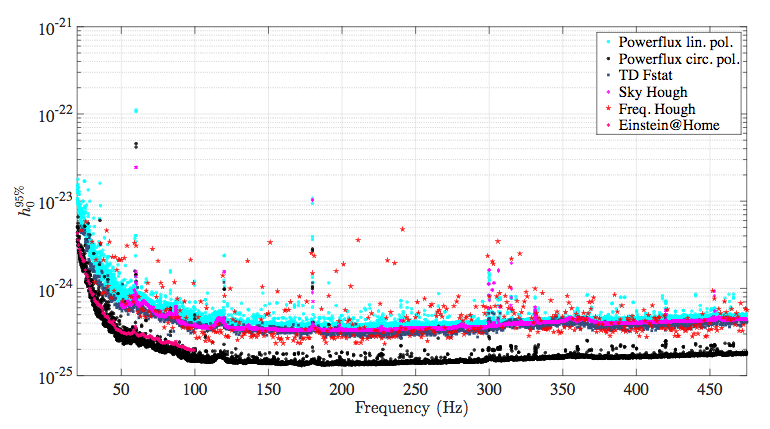 10-21
10-22
10-23
10-24
10-25
h0 95%
50 100 150 200 250 300 350 400 450
Frequency (Hz)
Powerflux lin. pol.
Powerflux circ. pol.
TD Fstat
Sky Hough
Freq. Hough
Einstein@Home